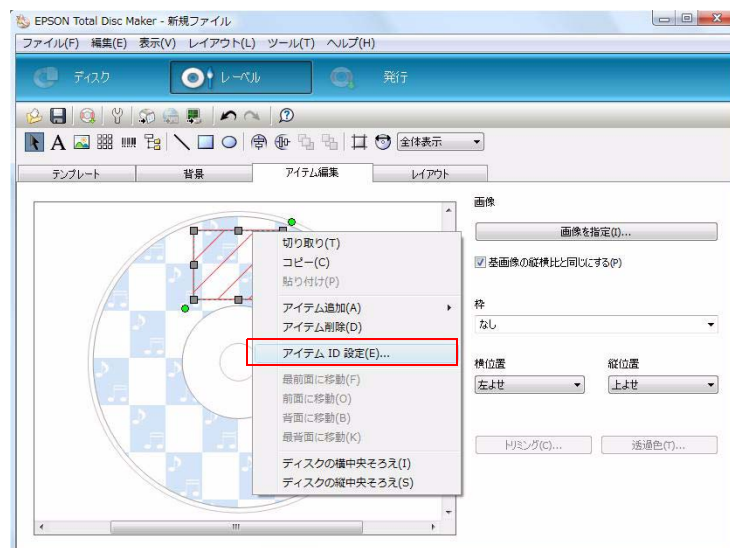 EPSON Total Disc Maker - 新規ファイル
ファイル(F) 編集(E) 表示(V) レイアウト(L) ツール(T) ヘルプ(H)
ディスク レーベル 発行
全体表示
テンプレート 背景 アイテム編集 レイアウト
切り取り(T)
コピー(C)
貼り付け(P)
アイテム追加(A)
アイテム削除(D)
アイテム ID 設定(E)...
最前面に移動(F)
前面に移動(O)
背面に移動(B)
最背面に移動(K)
ディスクの横中央そろえ(I)
ディスクの縦中央そろえ(S)
画像
画像を指定(I)...
基画像の縦横比と同じにする(P)
枠
なし
横位置 縦位置
左よせ 上よせ
トリミング(C)... 透過色(T)...